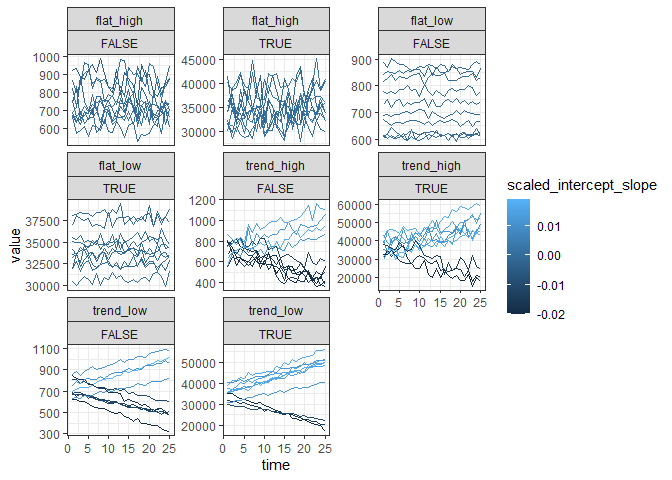 flat_high
FALSE
1000
900
800
700
600
flat_high
TRUE
45000
40000
35000
30000
flat_low
FALSE
900
800
700
600
flat_low
TRUE
37500
35000
32500
30000
trend_high
FALSE
1200
1000
800
600
400
trend_high
TRUE
60000
50000
40000
30000
20000
0 5 10 15 20 25
trend_low
FALSE
1100
900
700
500
300
0 5 10 15 20 25
trend_low
TRUE
50000
40000
30000
20000
0 5 10 15 20 25
value
time
scaled_intercept_slope
0.01
0.00
-0.01
-0.02